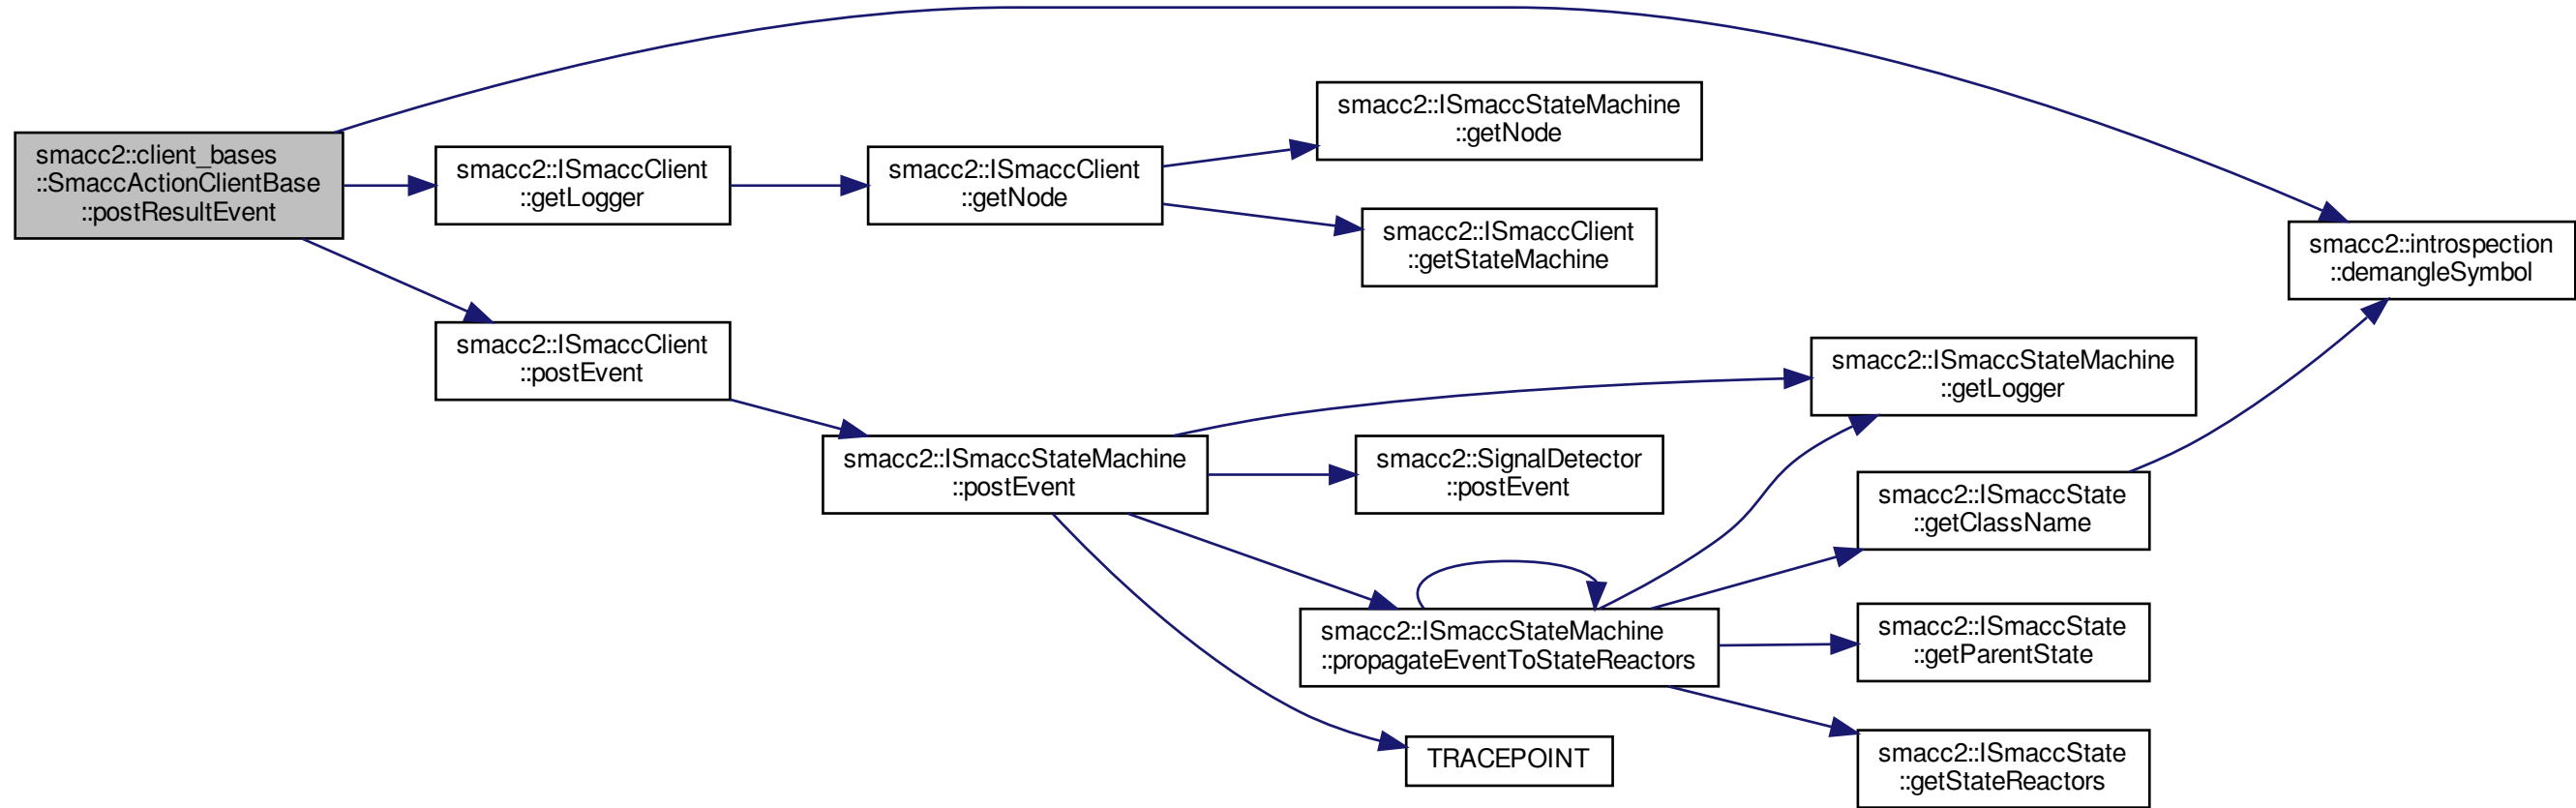 smacc2::client_bases
::SmaccActionClientBase
::postResultEvent
smacc2::ISmaccClient
::getLogger
smacc2::ISmaccClient
::getNode
smacc2::ISmaccStateMachine
::getNode
smacc2::ISmaccClient
::getStateMachine
smacc2::introspection
::demangleSymbol
smacc2::ISmaccClient
::postEvent
smacc2::ISmaccStateMachine
::postEvent
smacc2::ISmaccStateMachine
::getLogger
smacc2::SignalDetector
::postEvent
smacc2::ISmaccState
::getClassName
smacc2::ISmaccStateMachine
::propagateEventToStateReactors
smacc2::ISmaccState
::getParentState
TRACEPOINT
smacc2::ISmaccState
::getStateReactors